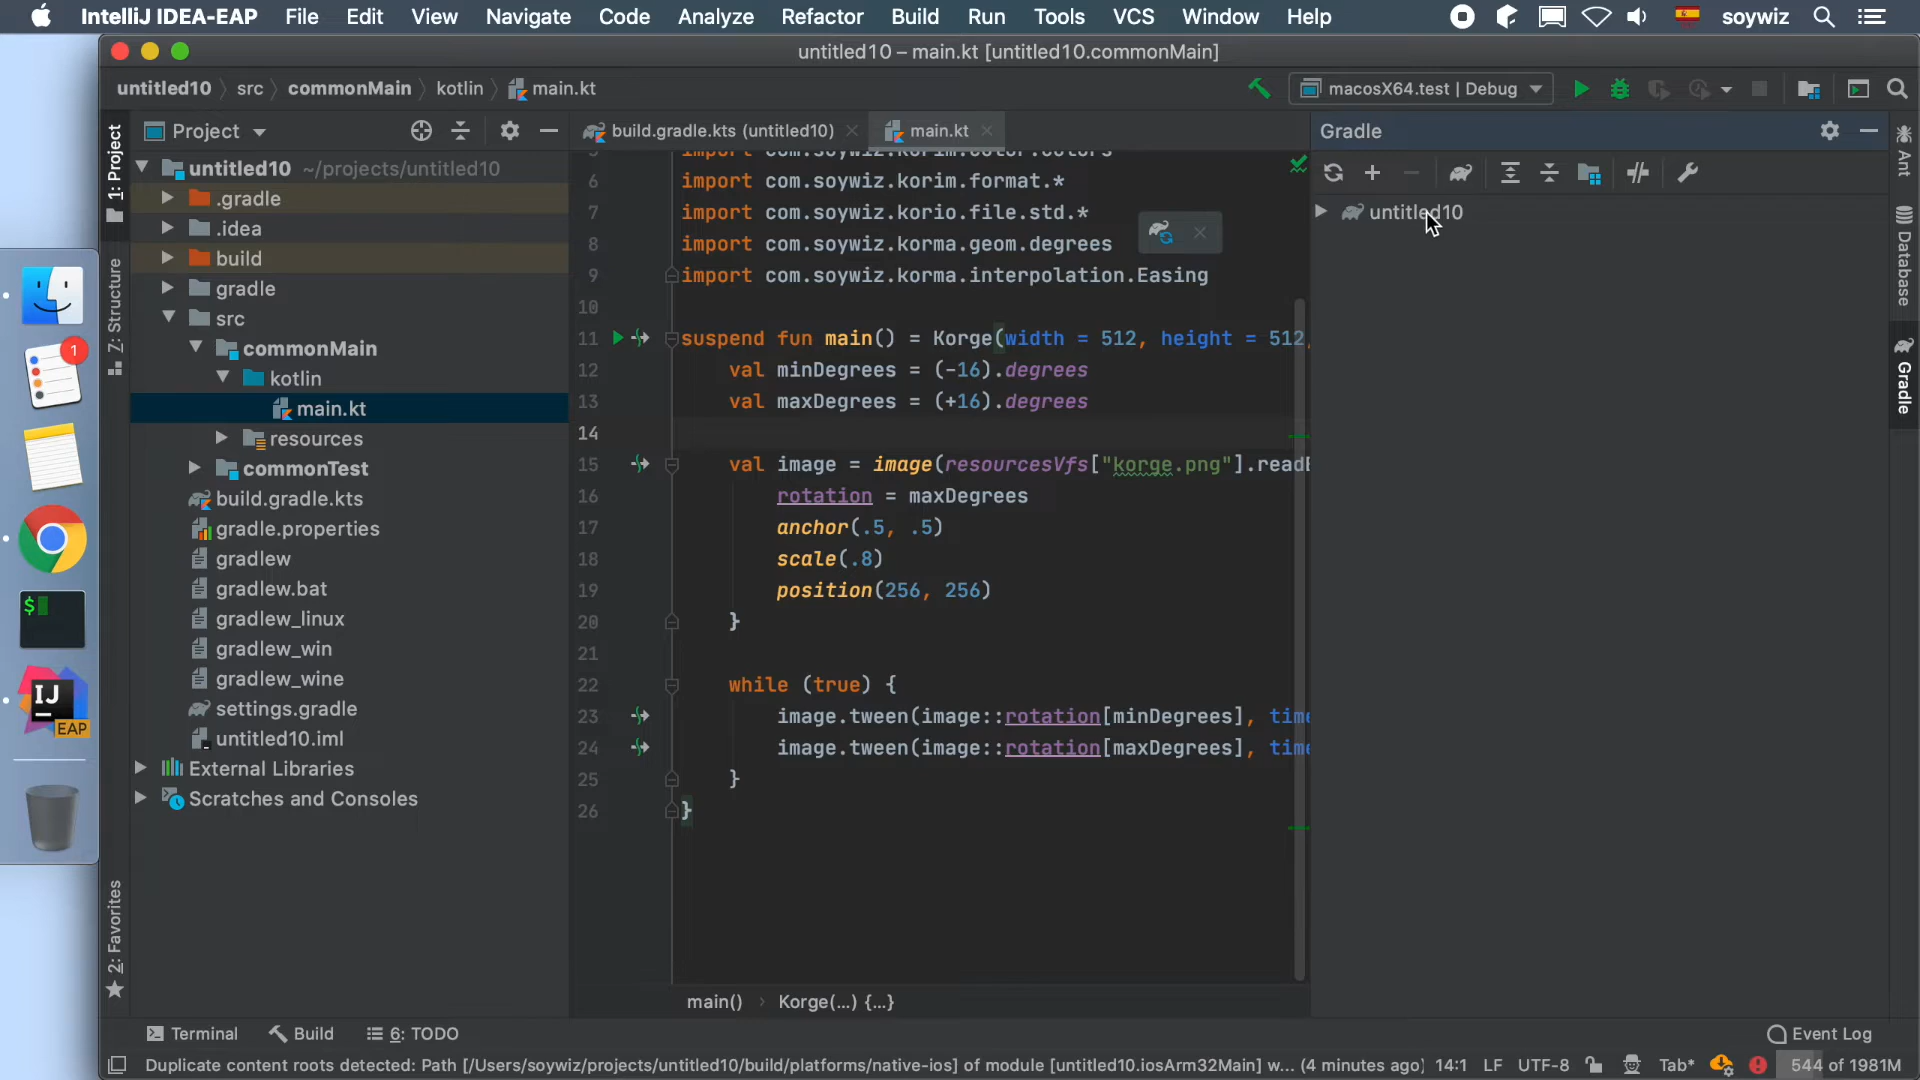 IntelliJ IDEA-EAP File Edit View Navigate Code Analyze Refactor Build Run Tools VCS Window Help soywiz
untitled10 – main.kt [untitled10.commonMain]
untitled10 src commonMain kotlin main.kt
macosX64.test | Debug
1: Project
Z: Structure
2: Favorites
Project
untitled10 ~/projects/untitled10
.gradle
.idea
build
gradle
src
commonMain
kotlin
main.kt
resources
commonTest
build.gradle.kts
gradle.properties
gradlew
gradlew.bat
gradlew_linux
gradlew_win
gradlew_wine
settings.gradle
untitled10.iml
External Libraries
Scratches and Consoles
build.gradle.kts (untitled10) main.kt
6 import com.soywiz.korim.format.*
7 import com.soywiz.korio.file.std.*
8 import com.soywiz.korma.geom.degrees
9 import com.soywiz.korma.interpolation.Easing
10
11 suspend fun main() = Korge(width = 512, height = 512,
12 val minDegrees = (-16).degrees
13 val maxDegrees = (+16).degrees
14
15 val image = image(resourcesVfs["korge.png"].read
16 rotation = maxDegrees
17 anchor(.5, .5)
18 scale(.8)
19 position(256, 256)
20 }
21
22 while (true) {
23 image.tween(image::rotation[minDegrees], time
24 image.tween(image::rotation[maxDegrees], time
25 }
26 }
main() Korge(...) {...}
Gradle
untitled10
Ant
Database
Gradle
1
$
IJ
EAP
Terminal Build 6: TODO Event Log
Duplicate content roots detected: Path [/Users/soywiz/projects/untitled10/build/platforms/native-ios] of module [untitled10.iosArm32Main] w... (4 minutes ago) 14:1 LF UTF-8 Tab* 544 of 1981M